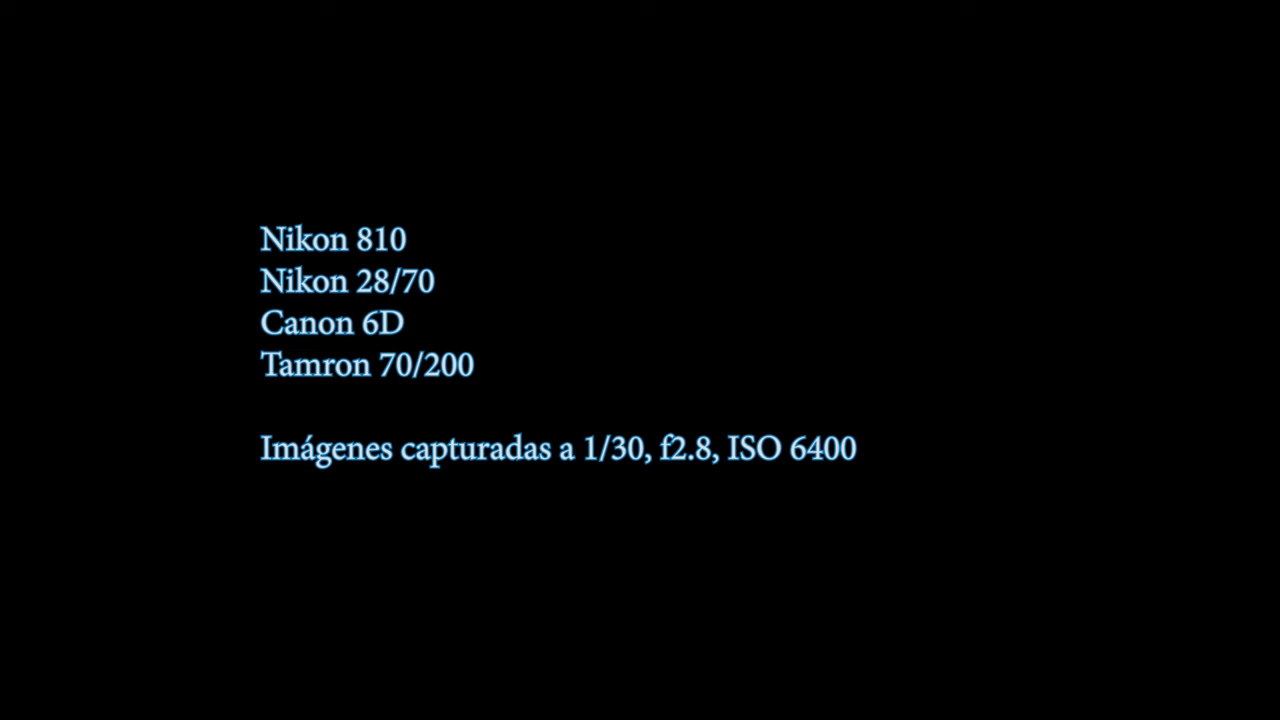 Nikon 810
Nikon 28/70
Canon 6D
Tamron 70/200
Imágenes capturadas a 1/30, f2.8, ISO 6400